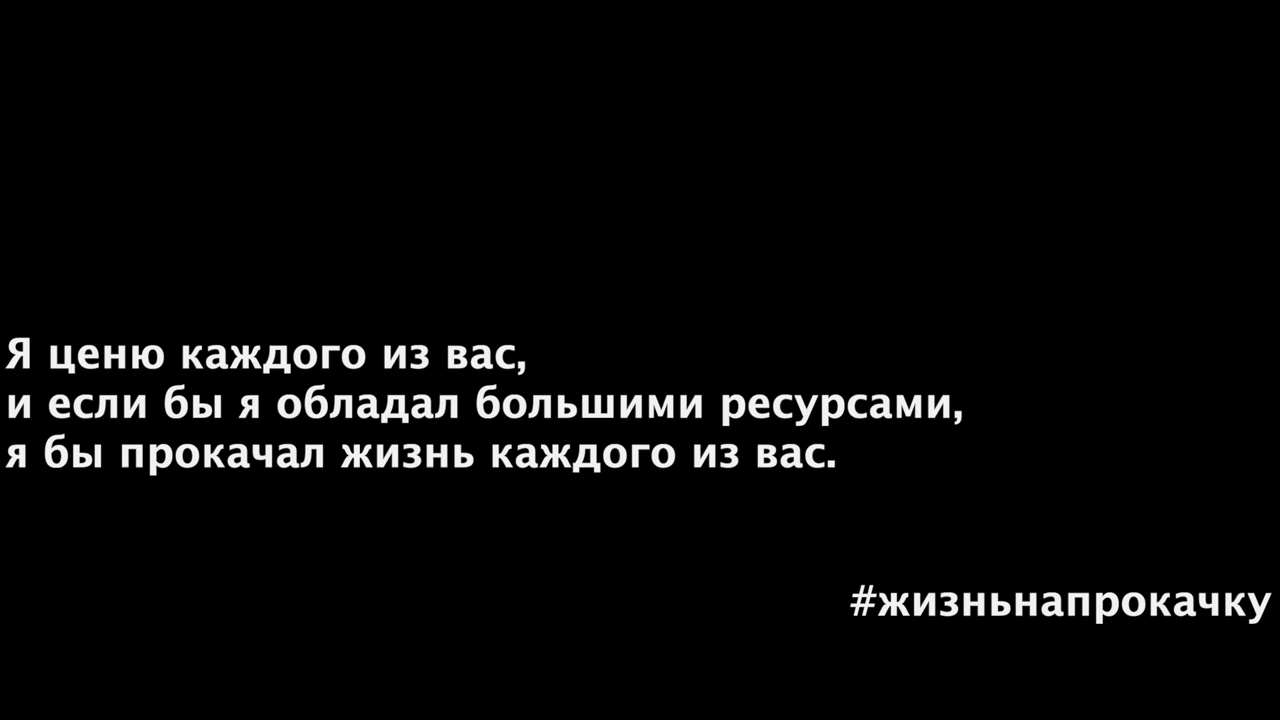 Я ценю каждого из вас,
и если бы я обладал большими ресурсами,
я бы прокачал жизнь каждого из вас.
#жизньнапрокачку